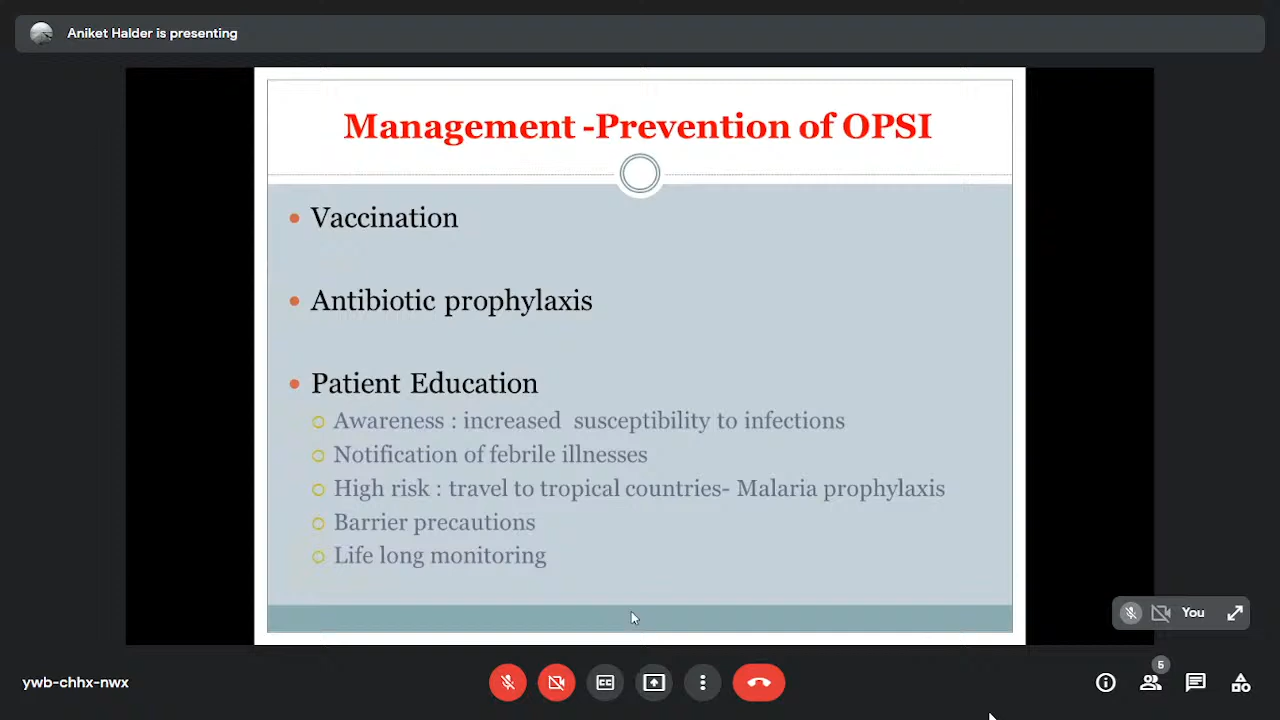 Aniket Halder is presenting
Management -Prevention of OPSI
Vaccination
Antibiotic prophylaxis
Patient Education
Awareness : increased  susceptibility to infections
Notification of febrile illnesses
High risk : travel to tropical countries- Malaria prophylaxis
Barrier precautions
Life long monitoring
You
ywb-chhx-nwx
CC
5